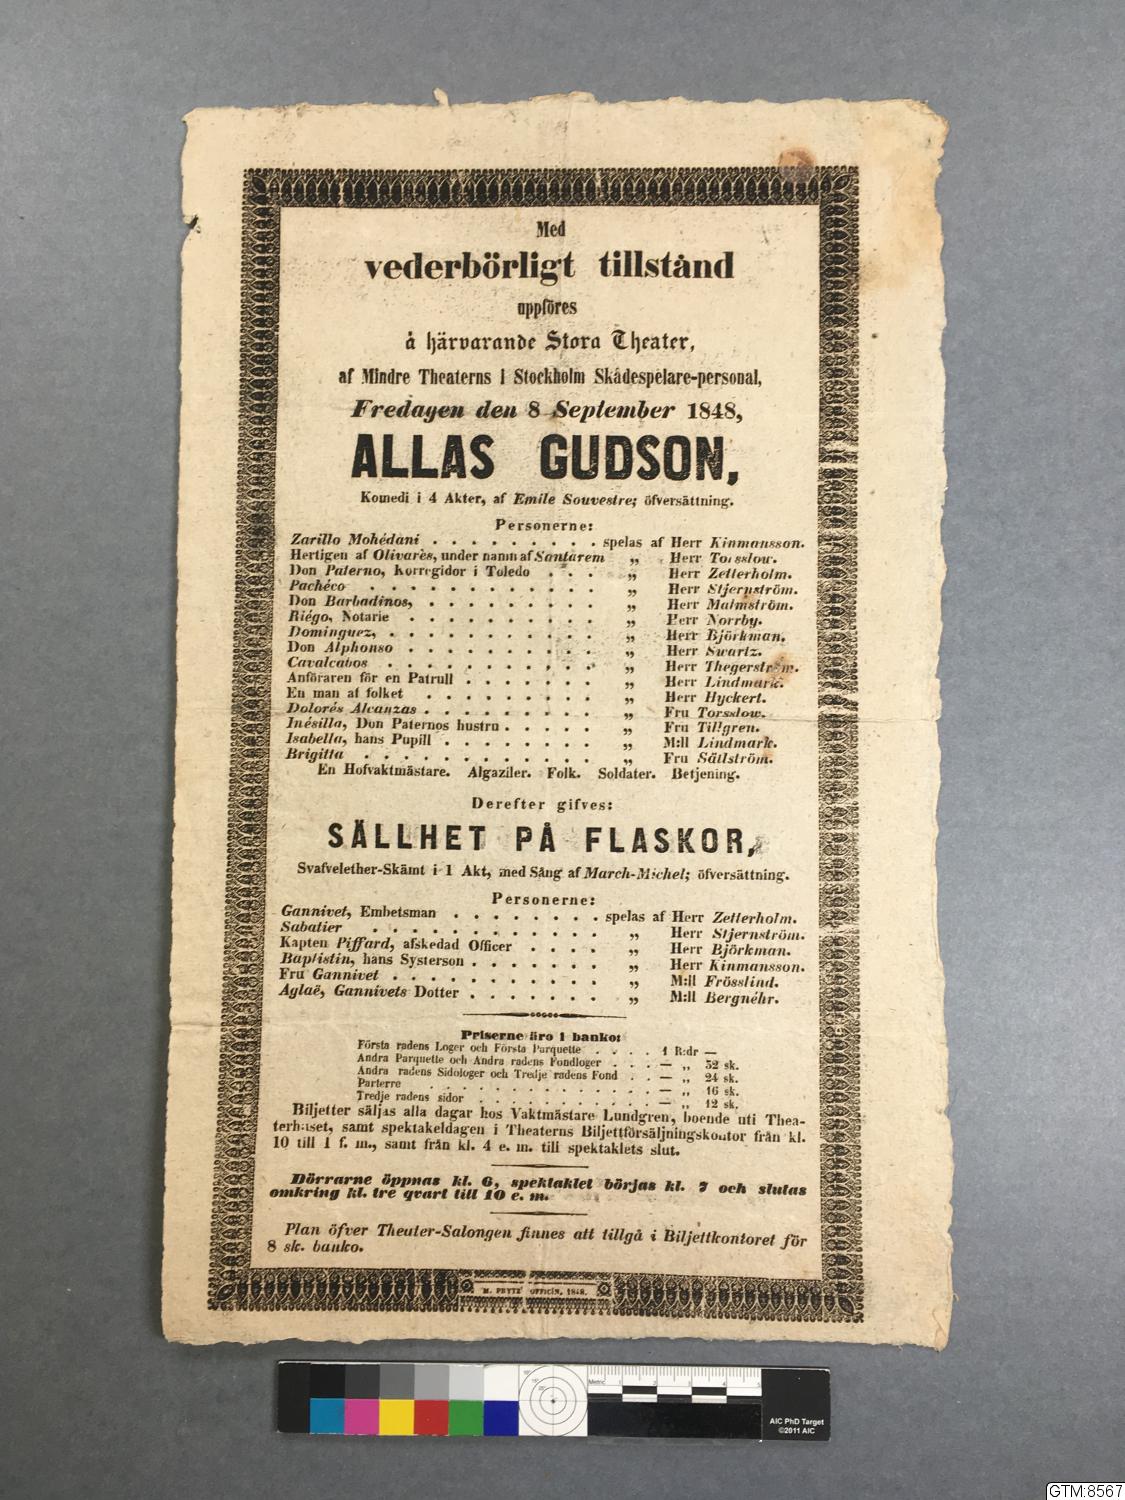 Med
vederbörligt tillstånd
uppföres
å härvarande Stora Theater,
af Mindre Theaterns i Stockholm Skådespelare-personal,
Fredagen den 8 September 1848,
ALLAS GUDSON,
Komedi i 4 Akter, af Emile Souvestre; öfversättning.
Personerne:
Zarillo Mohédani . . . . . . . . . spelas af Herr Kinmansson.
Hertigen af Olivarès, under namn af Santarem „ Herr Torsslow.
Don Paterno, Korregidor i Toledo . . . „ Herr Zetterholm.
Pachéco . . . . . . . . . . . . „ Herr Stjernström.
Don Barbadinos, . . . . . . . . . „ Herr Malmström.
Riégo, Notarie . . . . . . . . . . „ Herr Norrby.
Dominguez, . . . . . . . . . . . „ Herr Björkman.
Don Alphonso . . . . . . . . . . „ Herr Swartz.
Cavalcabos . . . . . . . . . . . „ Herr Thegerström.
Anföraren för en Patrull . . . . . . . „ Herr Lindmark.
En man af folket . . . . . . . . . „ Herr Hyckert.
Dolorés Alcanzas . . . . . . . . . „ Fru Torsslow.
Inésilla, Don Paternos hustru . . . . . „ Fru Tillgren.
Isabella, hans Pupill . . . . . . . . „ M:ll Lindmark.
Brigitta . . . . . . . . . . . . „ Fru Sällström.
En Hofvaktmästare. Algaziler. Folk. Soldater. Betjening.
Derefter gifves:
SÄLLHET PÅ FLASKOR,
Svafvelether-Skämt i 1 Akt, med Sång af March-Michel; öfversättning.
Personerne:
Gannivet, Embetsman . . . . . . . spelas af Herr Zetterholm.
Sabatier . . . . . . . . . . . . „ Herr Stjernström.
Kapten Piffard, afskedad Officer . . . . „ Herr Björkman.
Baptistin, hans Systerson . . . . . . „ Herr Kinmansson.
Fru Gannivet . . . . . . . . . . „ M:ll Frösslind.
Aglaë, Gannivets Dotter . . . . . . . „ M:ll Bergnéhr.
Priserne äro i banko:
Första radens Loger och Första Parquette . . . . 1 R:dr —
Andra Parquette och Andra radens Fondloger . . . — „ 32 sk.
Andra radens Sidologer och Tredje radens Fond . . — „ 24 sk.
Parterre . . . . . . . . . . . . . — „ 16 sk.
Tredje radens sidor . . . . . . . . . . — „ 12 sk.
Biljetter säljas alla dagar hos Vaktmästare Lundgren, boende uti Thea-
terhuset, samt spektakeldagen i Theaterns Biljettförsäljningskontor från kl.
10 till 1 f. m., samt från kl. 4 e. m. till spektaklets slut.
Dörrarne öppnas kl. 6, spektaklet börjas kl. 7 och slutas
omkring kl. tre qvart till 10 e. m.
Plan öfver Theater-Salongen finnes att tillgå i Biljettkontoret för
8 sk. banko.
M. PRYTZ' OFFICIN, 1848.
Metric 1 2 3 4 5
AIC PhD Target
©2011 AIC
GTM:8567